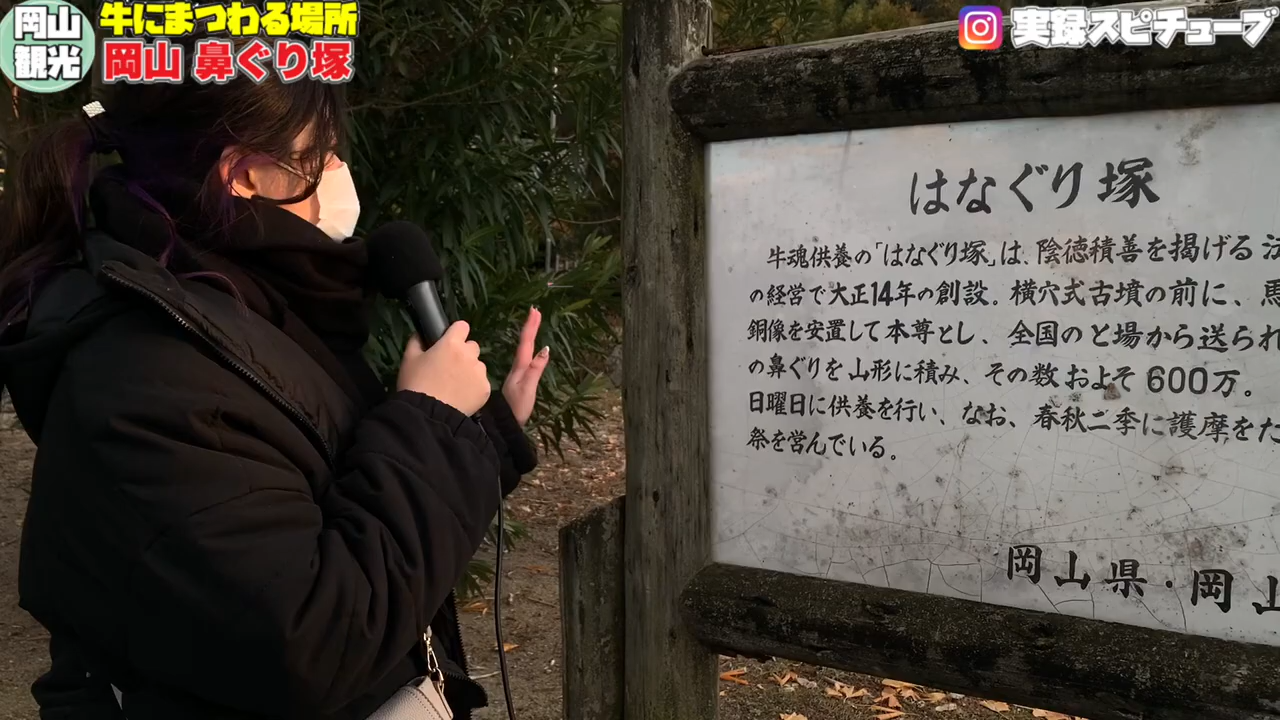 岡山
観光
牛にまつわる場所
岡山 鼻ぐり塚
実録スピチューブ
はなぐり塚
牛魂供養の「はなぐり塚」は、陰徳積善を掲げる
の経営で大正14年の創設。横穴式古墳の前に、馬
銅像を安置して本尊とし、全国のと場から送られ
の鼻ぐりを山形に積み、その数およそ600万。
日曜日に供養を行い、なお、春秋二季に護摩をた
祭を営んでいる。
岡山県・岡山